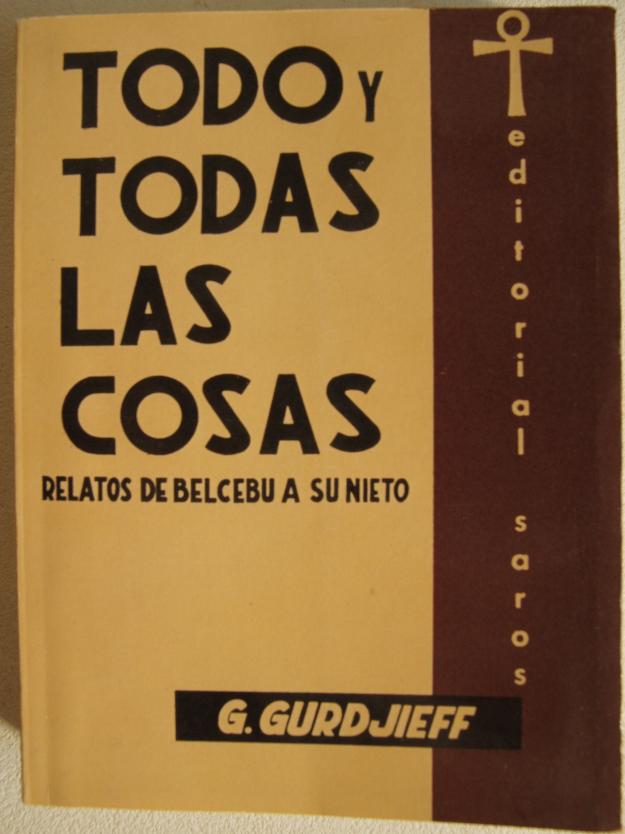 TODO Y
TODAS
LAS
COSAS
RELATOS DE BELCEBU A SU NIETO
G. GURDJIEFF
editorial saros